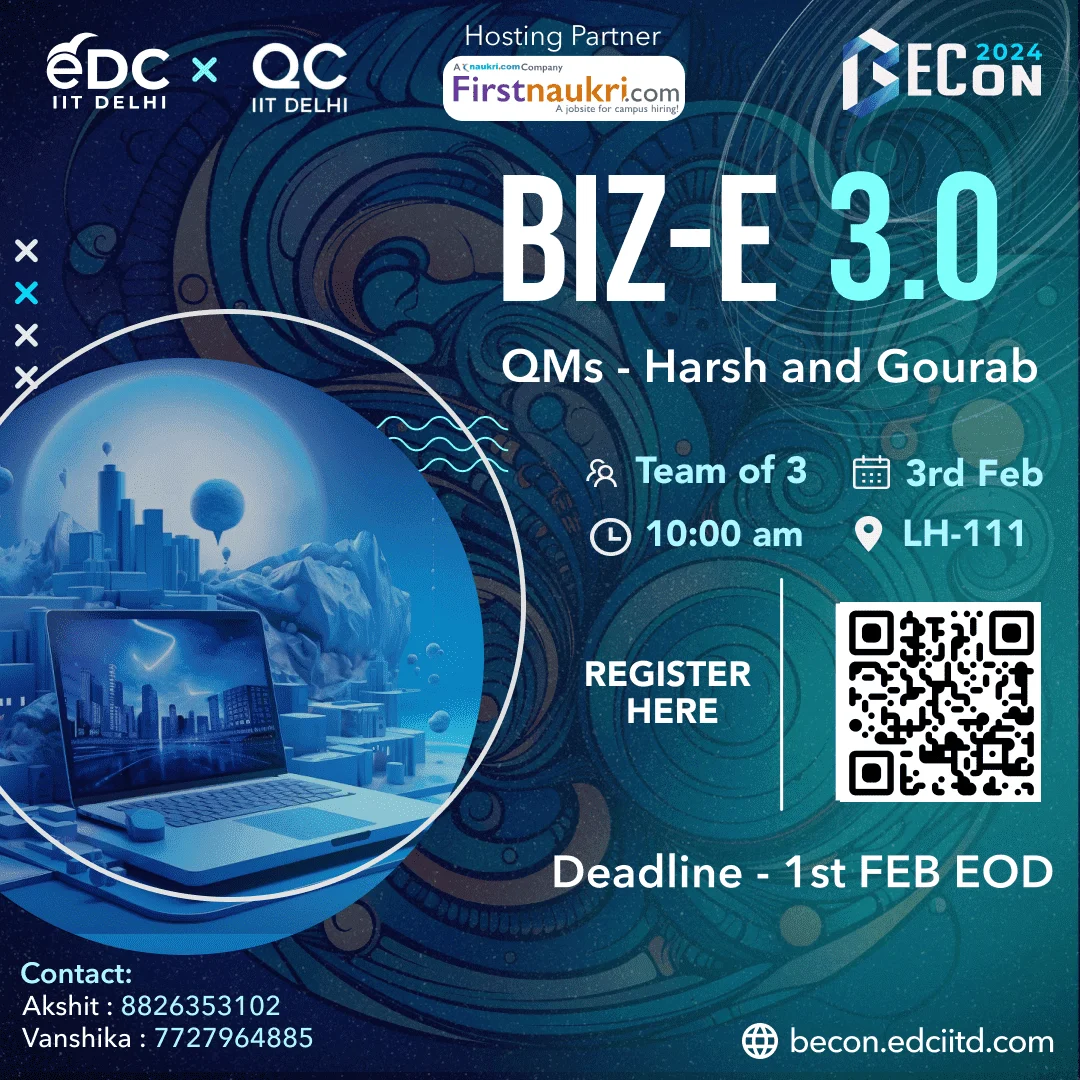 eDC × QC
IIT DELHI IIT DELHI
Hosting Partner
A naukri.com Company
Firstnaukri.com
A jobsite for campus hiring!
BECON 2024
BIZ-E 3.0
QMs - Harsh and Gourab
Team of 3
3rd Feb
10:00 am
LH-111
REGISTER
HERE
Deadline - 1st FEB EOD
Contact:
Akshit : 8826353102
Vanshika : 7727964885
becon.edciitd.com